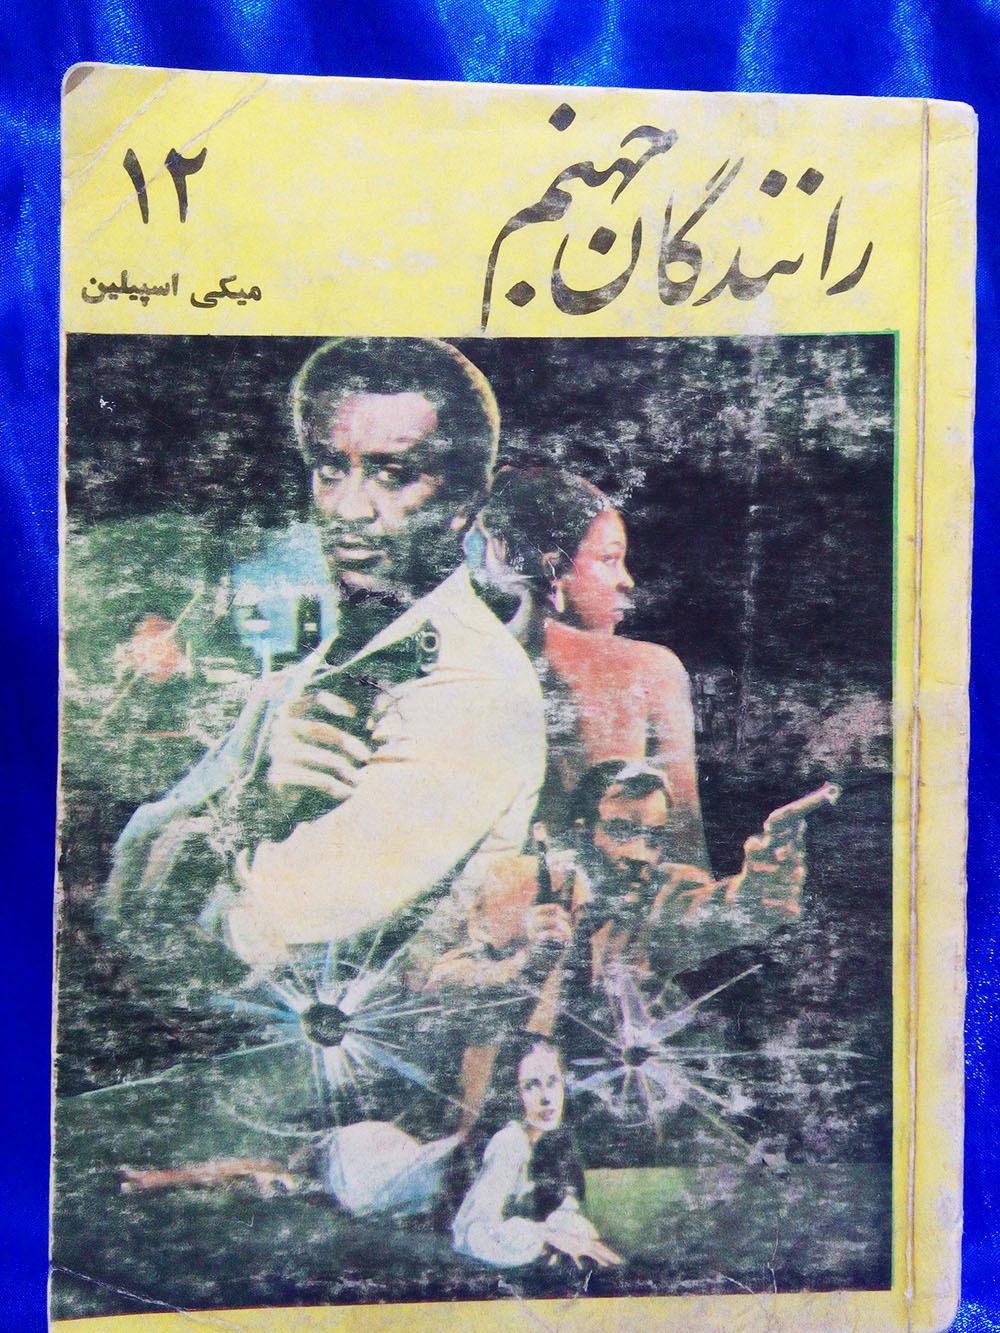 رانندگان جهنم
۱۲
میکی اسپیلین